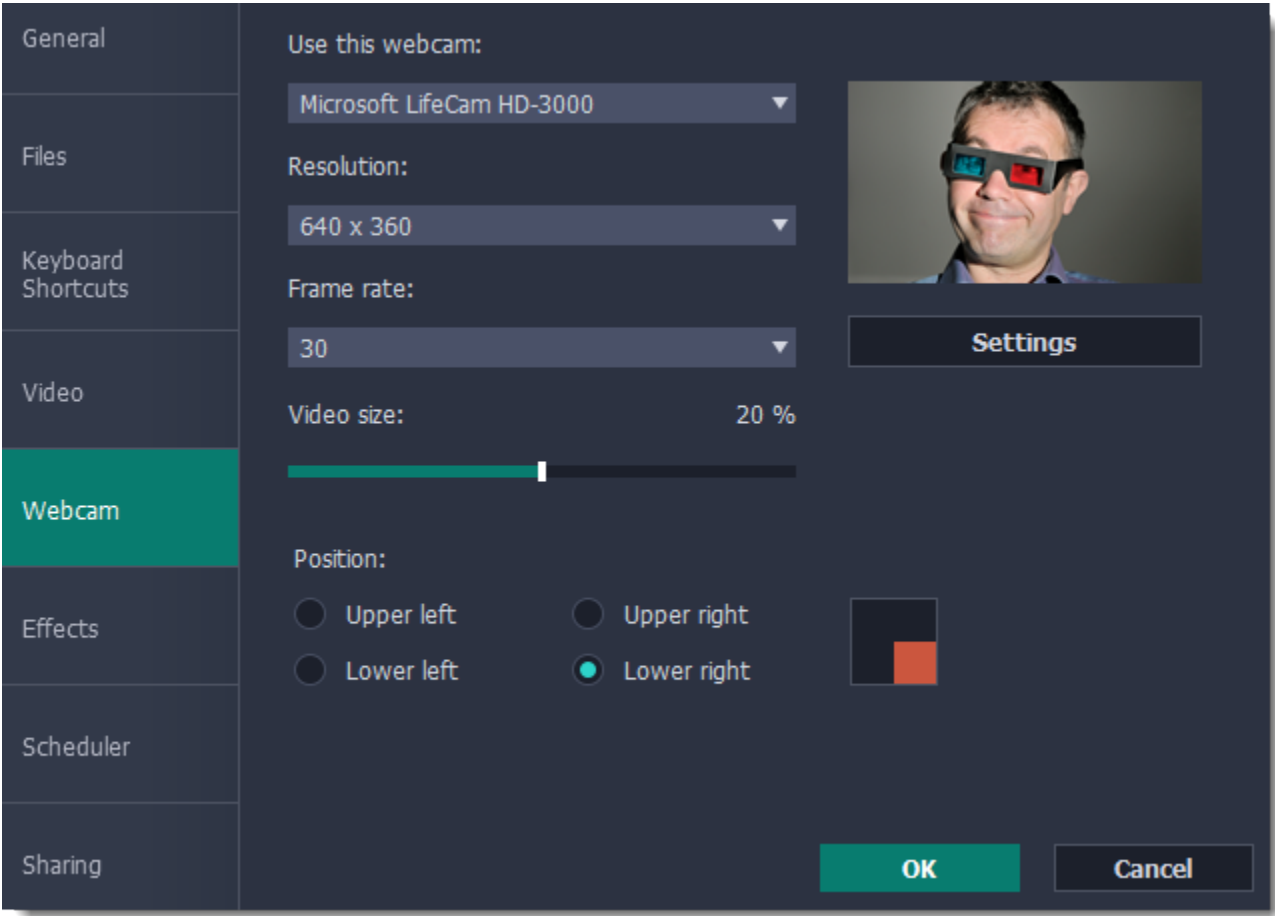 General
Files
Keyboard
Shortcuts
Video
Webcam
Effects
Scheduler
Sharing
Use this webcam:
Microsoft LifeCam HD-3000
Resolution:
640 x 360
Frame rate:
30
Settings
Video size: 20 %
Position:
Upper left Upper right
Lower left Lower right
OK Cancel